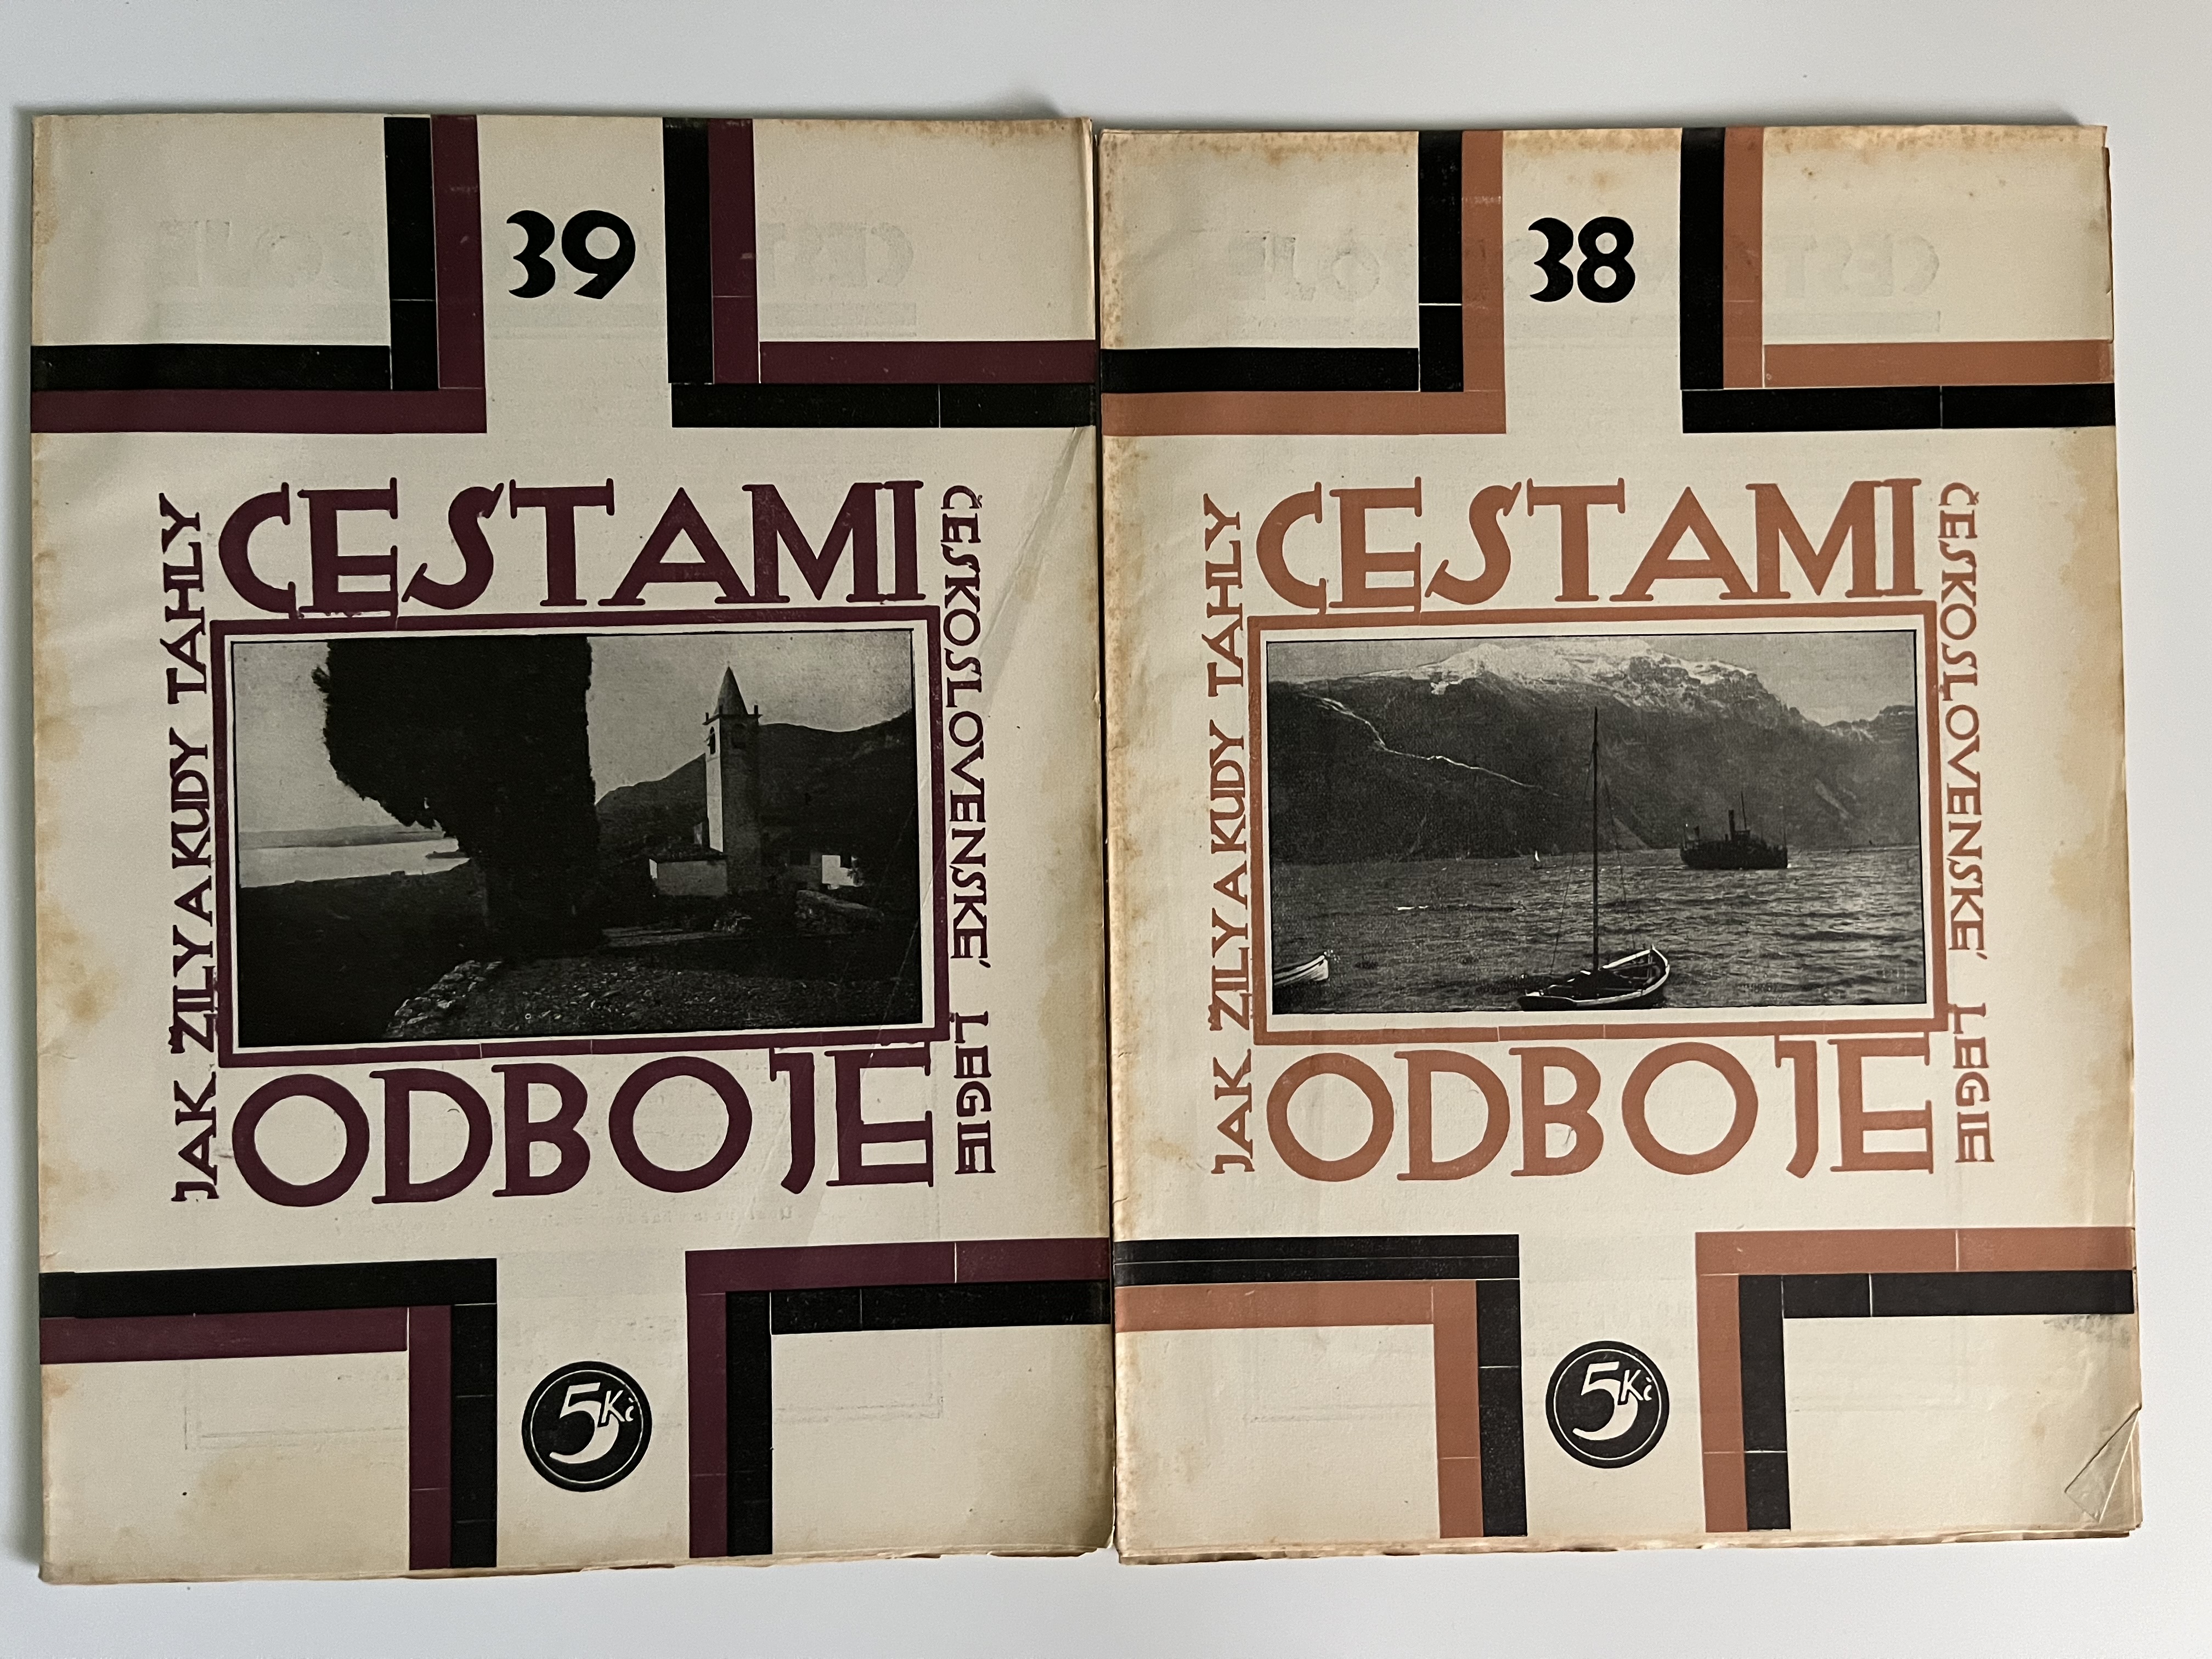 39
CESTAMI
JAK ŽILY A KUDY TÁHLY
ČESKOSLOVENSKÉ LEGIE
ODBOJE
5 Kč
38
CESTAMI
JAK ŽILY A KUDY TÁHLY
ČESKOSLOVENSKÉ LEGIE
ODBOJE
5 Kč